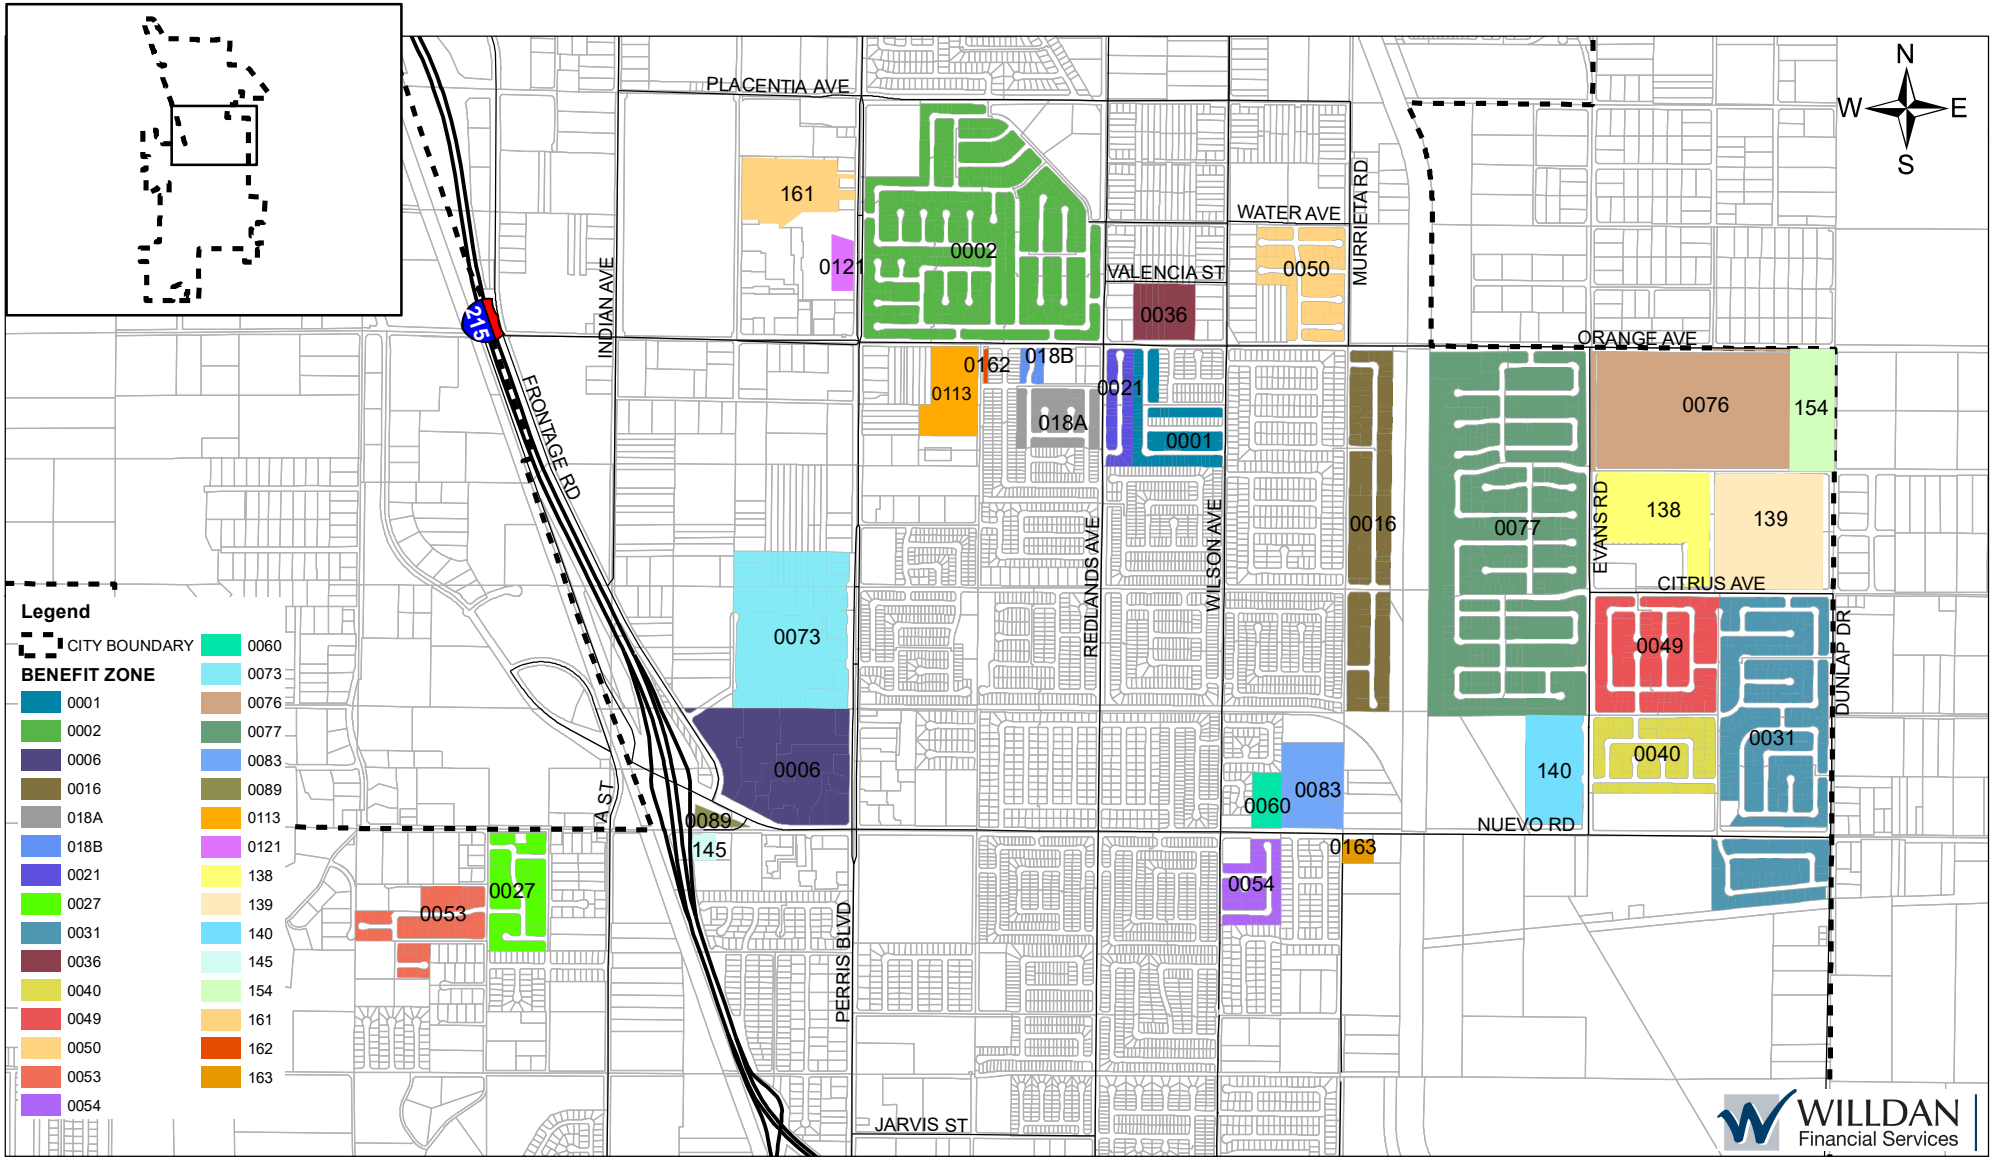 N
W
E
S
PLACENTIA AVE
161
0121
0002
WATER AVE
MURRIETA RD
VALENCIA ST
0050
0036
INDIAN AVE
215
FRONTAGE RD
ORANGE AVE
0162
018B
0113
018A
0021
0001
0076
154
0016
0077
EVANS RD
138
139
CITRUS AVE
REDLANDS AVE
WILSON AVE
0073
0049
DUNLAP DR
0031
0006
0040
140
0083
0060
NUEVO RD
A ST
0089
145
0163
0054
0027
0053
PERRIS BLVD
JARVIS ST
Legend
CITY BOUNDARY
BENEFIT ZONE
0001
0002
0006
0016
018A
018B
0021
0027
0031
0036
0040
0049
0050
0053
0054
0060
0073
0076
0077
0083
0089
0113
0121
138
139
140
145
154
161
162
163
W
WILLDAN
Financial Services